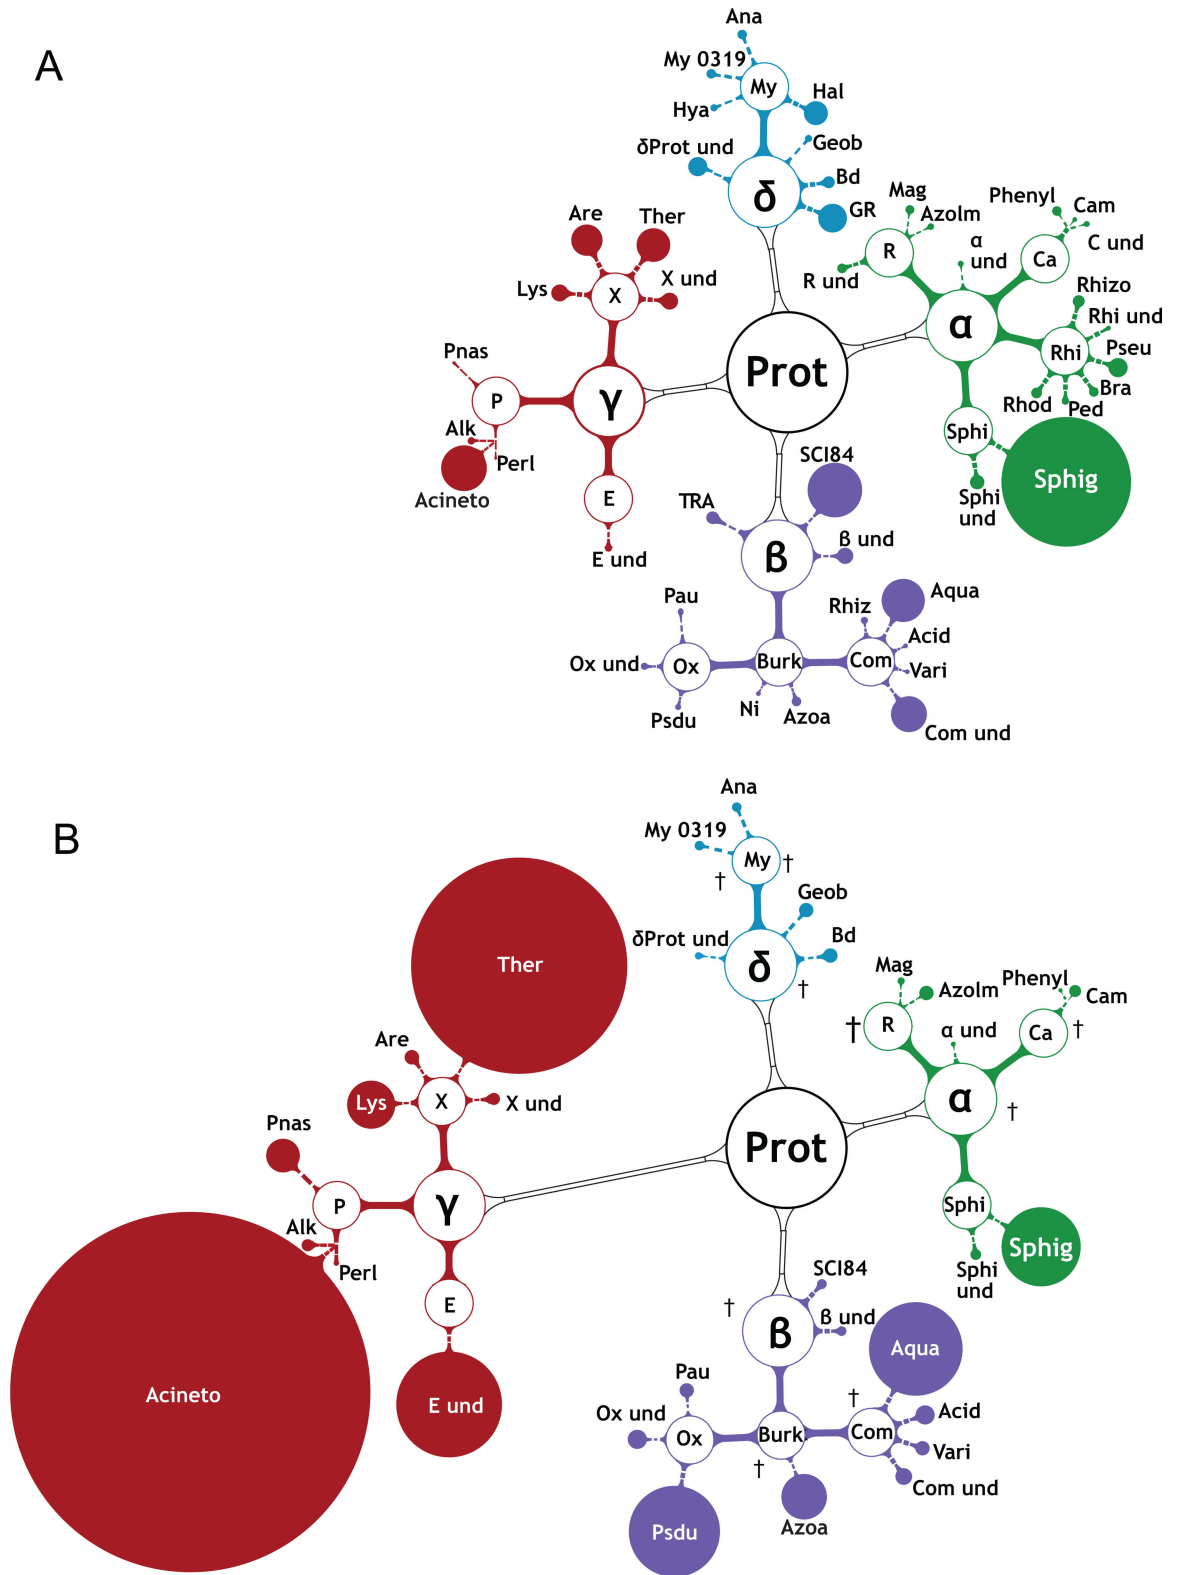 A
Ana
My 0319
My
Hya
Hal
δProt und
Geob
Bd
δ
GR
Are
Ther
Lys
X
X und
Mag
Azolm
R
R und
α
und
Phenyl
Cam
C und
Ca
Rhizo
Rhi und
Pseu
α
Rhi
Bra
Rhod
Ped
Prot
Pnas
P
γ
Alk
Perl
Acineto
E
E und
Sphi
Sphig
Sphi
und
SCI84
TRA
β
β und
Pau
Rhiz
Aqua
Ox und
Ox
Burk
Com
Acid
Vari
Psdu
Ni
Azoa
Com und
B
Ana
My 0319
My
†
†
Geob
δProt und
Bd
δ
†
Ther
Are
Lys
X
X und
Mag
Azolm
† R
α und
Phenyl
Cam
Ca †
α
†
Prot
Pnas
P
γ
Alk
Perl
Acineto
E
E und
Sphi
Sphig
Sphi
und
SCI84
†
β
β und
Aqua
Pau
Ox und
Ox
Burk
†
†
Com
Acid
Vari
Com und
Psdu
Azoa